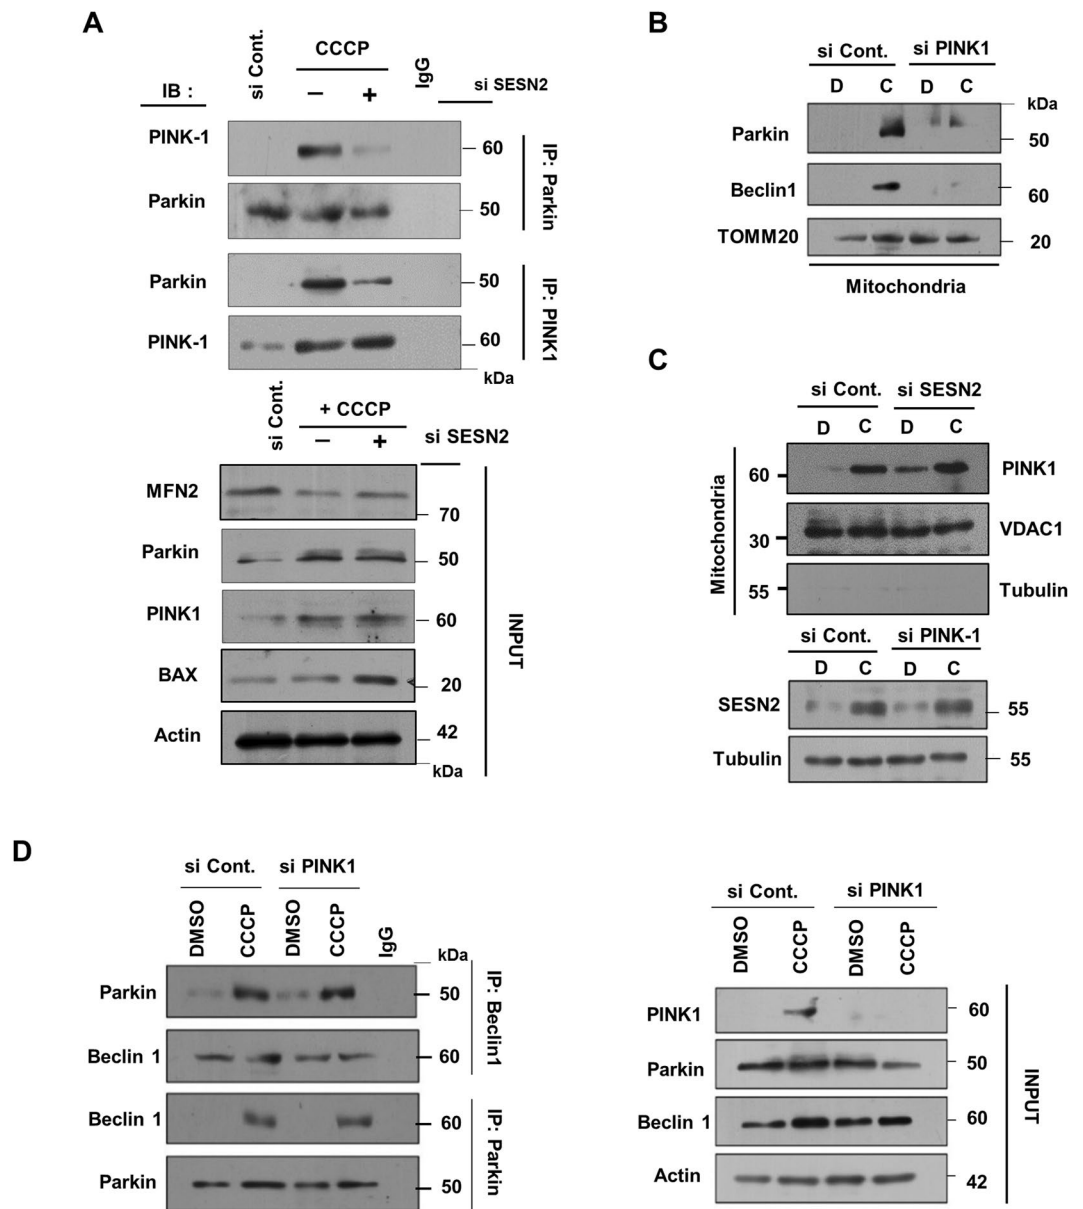 A
si Cont.
CCCP
IgG
IB :
− +
si SESN2
PINK-1
60
Parkin
50
IP: Parkin
Parkin
50
PINK-1
60
IP: PINK1
kDa
si Cont.
+ CCCP
− +
si SESN2
MFN2
70
Parkin
50
PINK1
60
BAX
20
Actin
42
kDa
INPUT
B
si Cont. si PINK1
D C D C
kDa
Parkin
50
Beclin1
60
TOMM20
20
Mitochondria
C
si Cont. si SESN2
D C D C
60 PINK1
30 VDAC1
55 Tubulin
Mitochondria
si Cont. si PINK-1
D C D C
SESN2 55
Tubulin 55
D
si Cont. si PINK1
DMSO CCCP DMSO CCCP IgG
kDa
Parkin 50
Beclin 1 60
IP: Beclin1
Beclin 1 60
Parkin 50
IP: Parkin
si Cont. si PINK1
DMSO CCCP DMSO CCCP
PINK1 60
Parkin 50
Beclin 1 60
Actin 42
INPUT